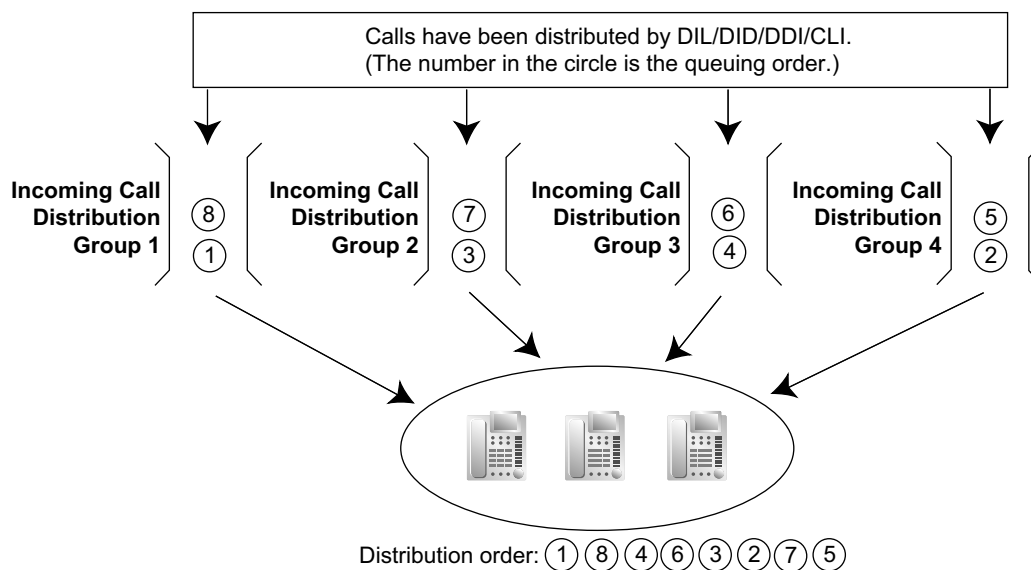 Calls have been distributed by DIL/DID/DDI/CLI.
(The number in the circle is the queuing order.)
Incoming Call
Distribution
Group 1
8
1
Incoming Call
Distribution
Group 2
7
3
Incoming Call
Distribution
Group 3
6
4
Incoming Call
Distribution
Group 4
5
2
Distribution order: 1 8 4 6 3 2 7 5